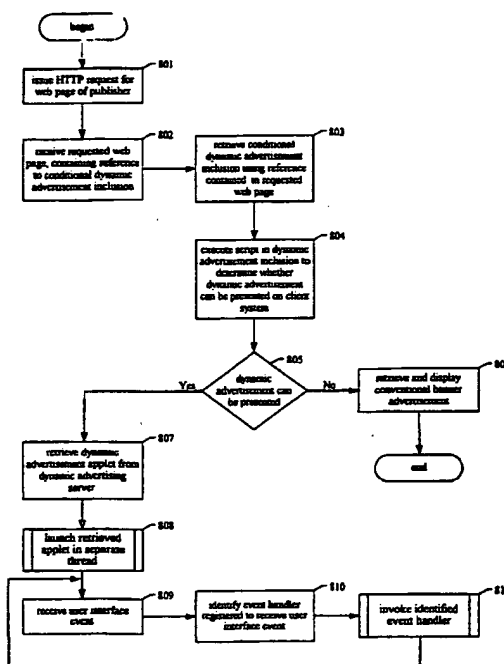 begin
801
issue HTTP request for
web page of publisher
802
receive requested web
page, containing reference
to conditional dynamic
advertisement inclusion
803
retrieve conditional
dynamic advertisement
inclusion using reference
contained in requested
web page
804
execute script in dynamic
advertisement inclusion to
determine whether
dynamic advertisement
can be presented on client
system
805
dynamic
advertisement can
be presented
Yes
No
80
retrieve and display
conventional banner
advertisement
end
807
retrieve dynamic
advertisement applet from
dynamic advertising
server
808
launch retrieved
applet in separate
thread
809
receive user interface
event
810
identify event handler
registered to receive user
interface event
81
invoke identified
event handler